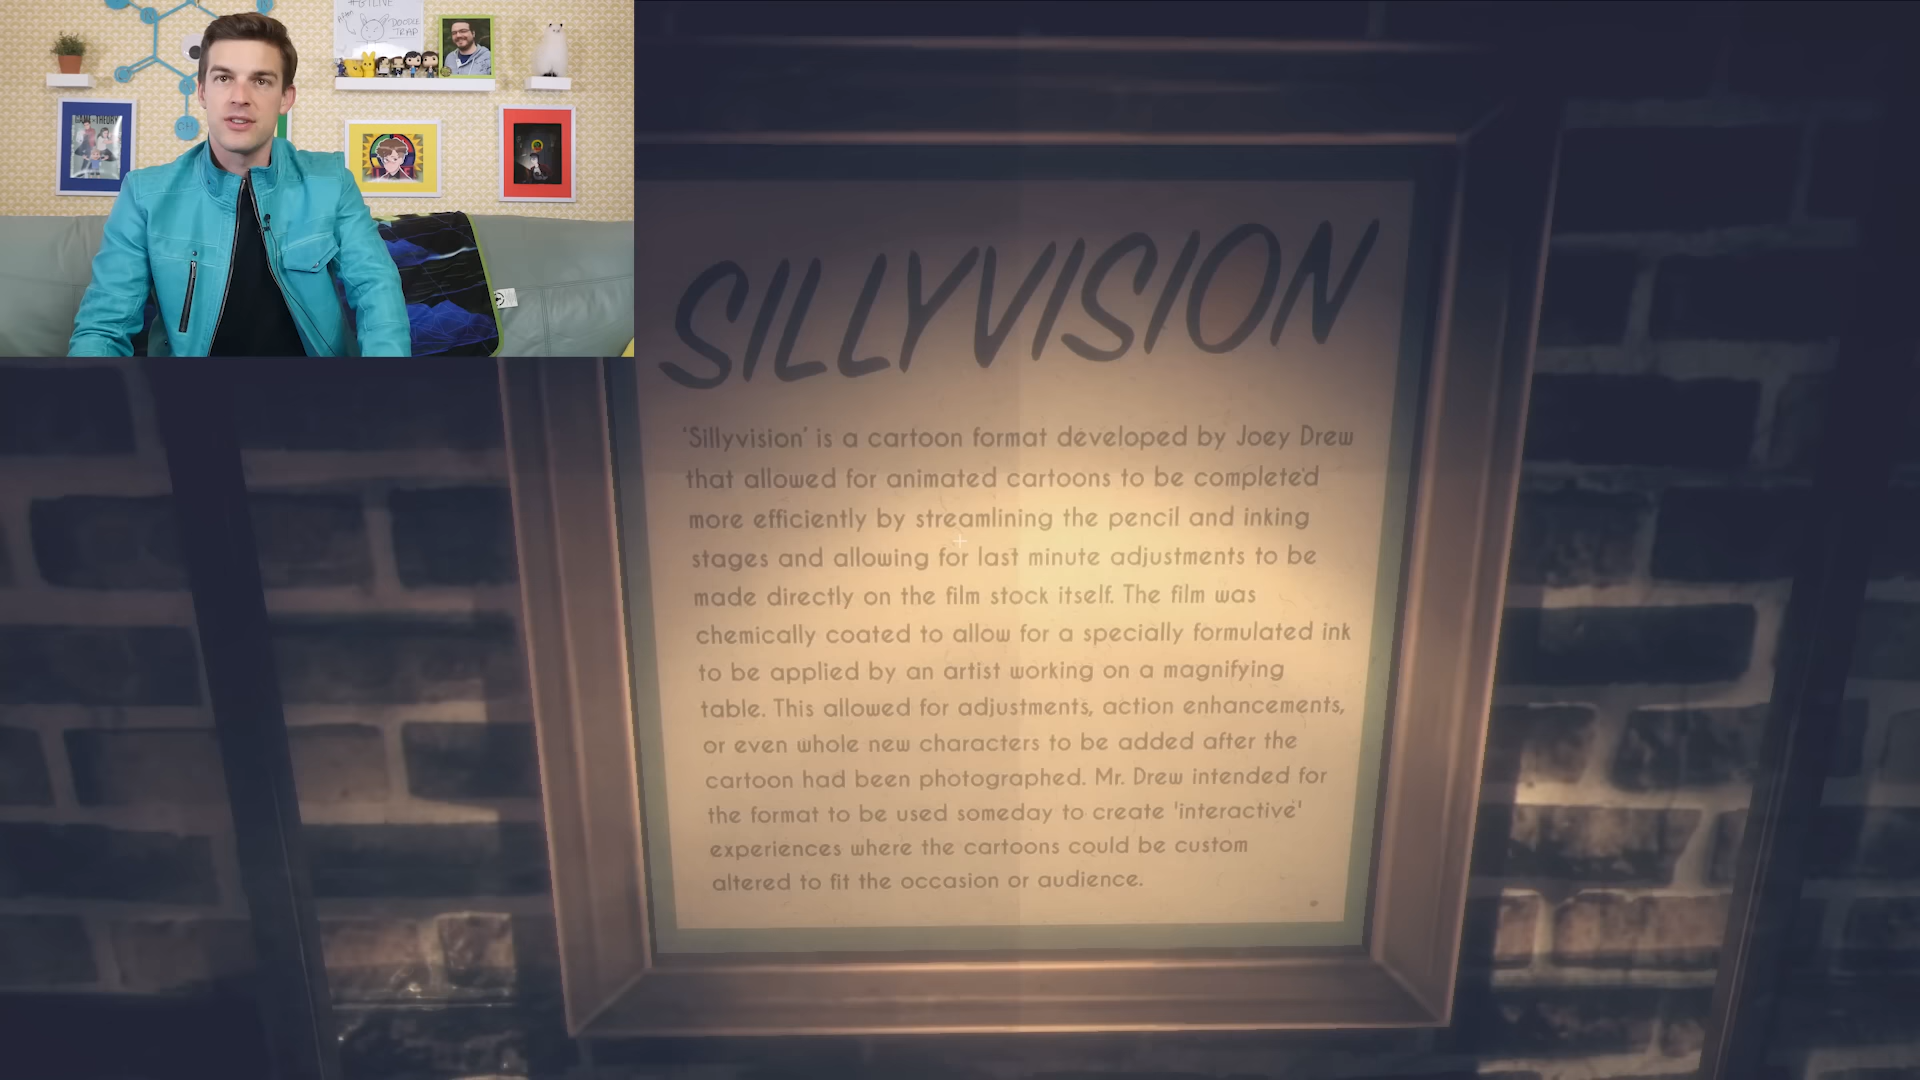 #GTLIVE
DOODLE
TRAP
SILLYVISION
'Sillyvision' is a cartoon format developed by Joey Drew
that allowed for animated cartoons to be completed
more efficiently by streamlining the pencil and inking
stages and allowing for last minute adjustments to be
made directly on the film stock itself. The film was
chemically coated to allow for a specially formulated ink
to be applied by an artist working on a magnifying
table. This allowed for adjustments, action enhancements,
or even whole new characters to be added after the
cartoon had been photographed. Mr. Drew intended for
the format to be used someday to create 'interactive'
experiences where the cartoons could be custom
altered to fit the occasion or audience.